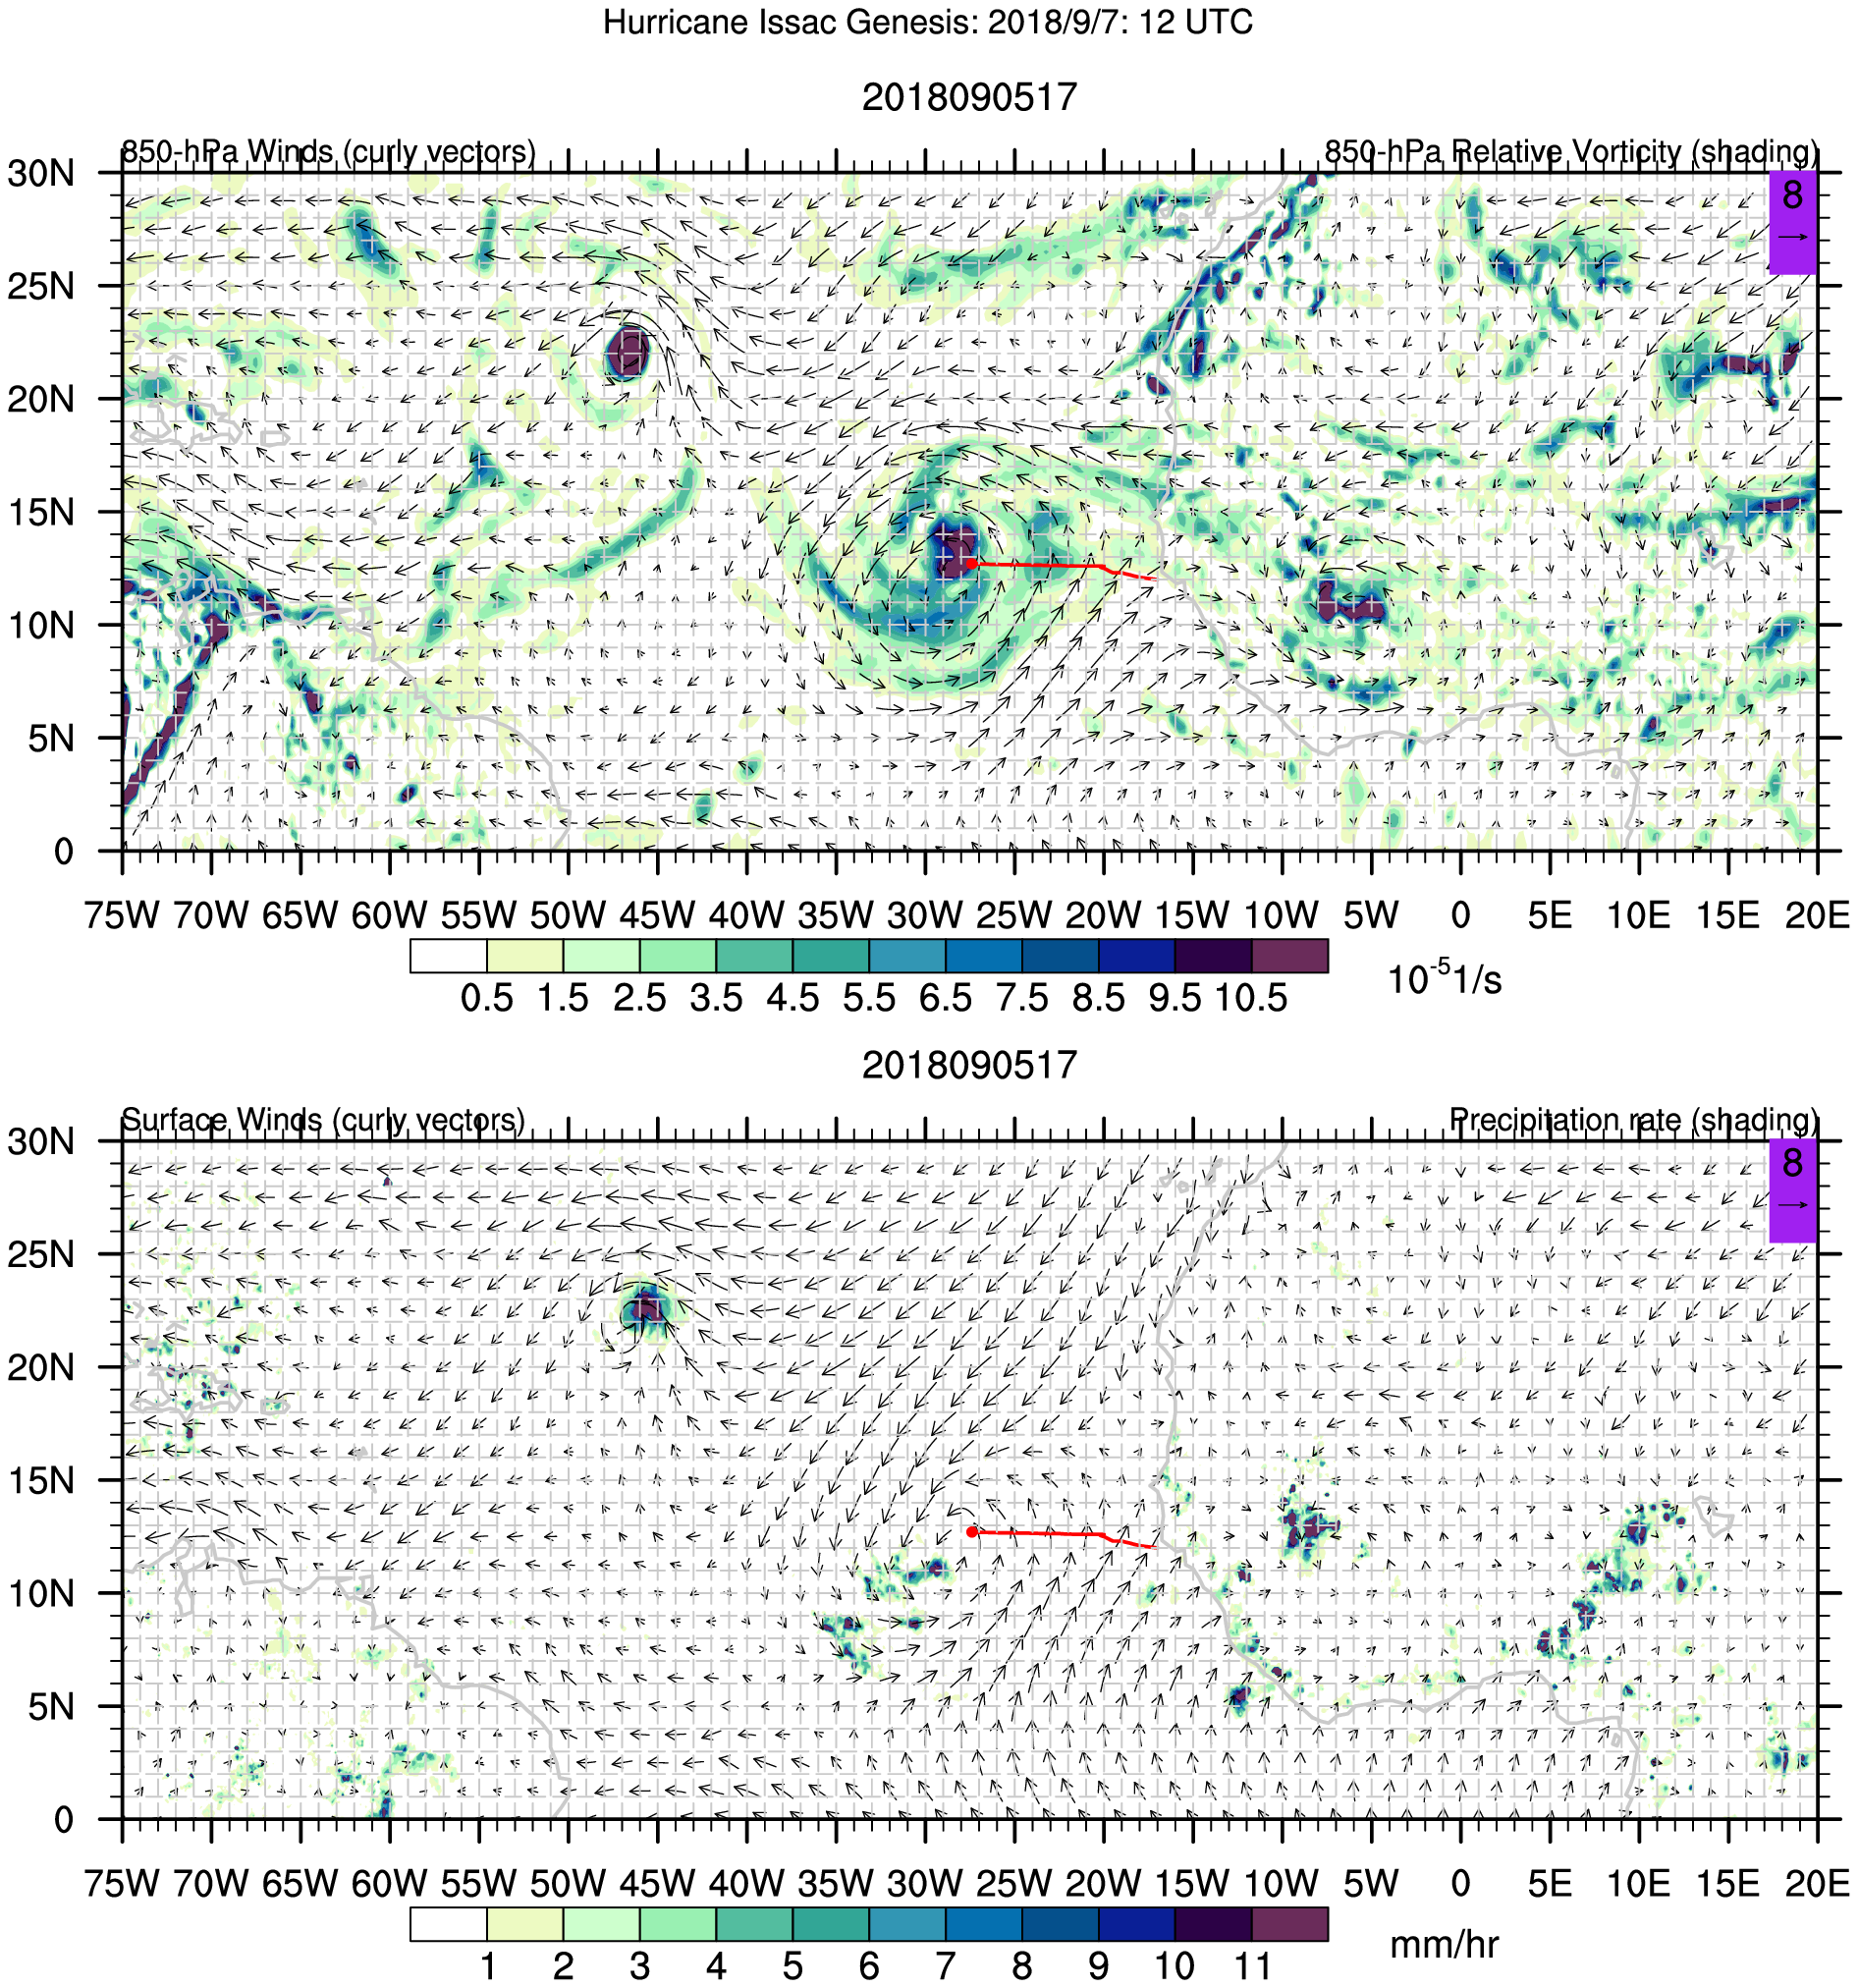 Hurricane Issac Genesis: 2018/9/7: 12 UTC
2018090517
850-hPa Winds (curly vectors) 850-hPa Relative Vorticity (shading)
8
30N
25N
20N
15N
10N
5N
0
75W 70W 65W 60W 55W 50W 45W 40W 35W 30W 25W 20W 15W 10W 5W 0 5E 10E 15E 20E
0.5 1.5 2.5 3.5 4.5 5.5 6.5 7.5 8.5 9.5 10.5
10⁻⁵1/s
2018090517
Surface Winds (curly vectors) Precipitation rate (shading)
8
30N
25N
20N
15N
10N
5N
0
75W 70W 65W 60W 55W 50W 45W 40W 35W 30W 25W 20W 15W 10W 5W 0 5E 10E 15E 20E
1 2 3 4 5 6 7 8 9 10 11
mm/hr